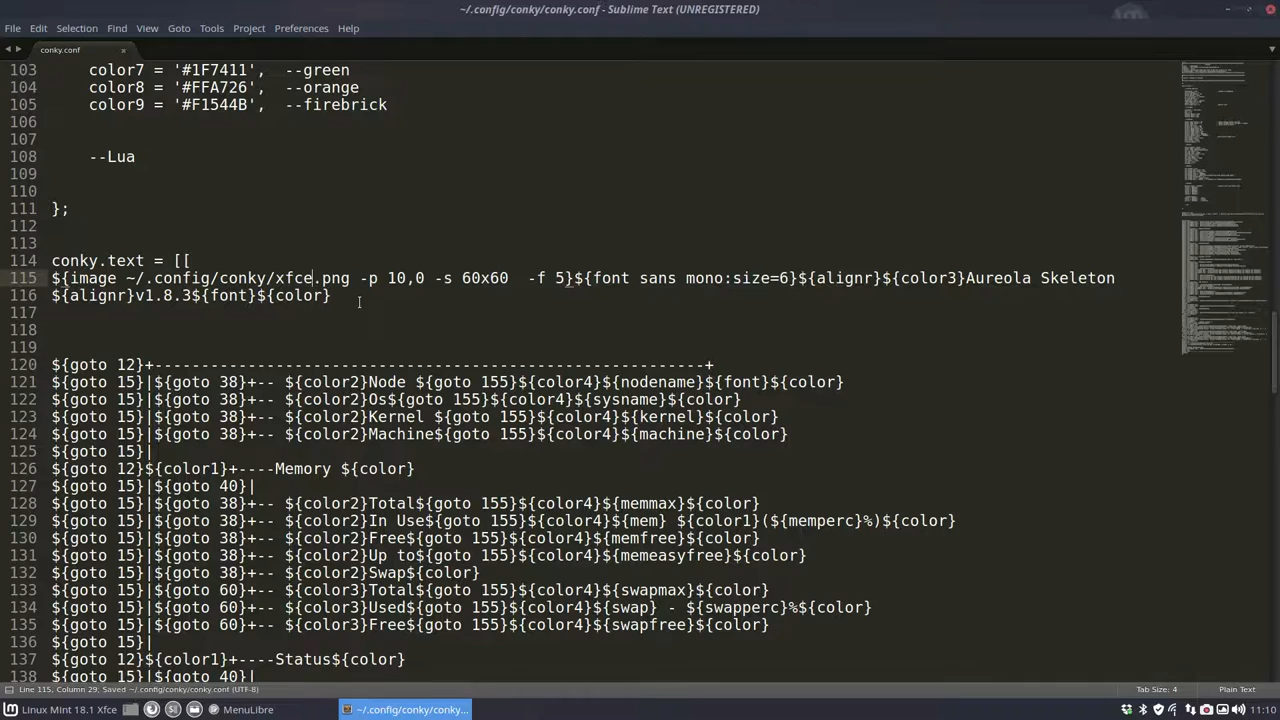 ~/.config/conky/conky.conf - Sublime Text (UNREGISTERED)
File Edit Selection Find View Goto Tools Project Preferences Help
conky.conf
103     color7 = '#1F7411',  --green
104     color8 = '#FFA726',  --orange
105     color9 = '#F1544B',  --firebrick
106
107
108     --Lua
109
110
111 };
112
113
114 conky.text = [[
115 ${image ~/.config/conky/xfce.png -p 10,0 -s 60x60 -f 5}${font sans mono:size=6}${alignr}${color3}Aureola Skeleton
116 ${alignr}v1.8.3${font}${color}
117
118
119
120 ${goto 12}+-----------------------------------------------------------+
121 ${goto 15}|${goto 38}+-- ${color2}Node ${goto 155}${color4}${nodename}${font}${color}
122 ${goto 15}|${goto 38}+-- ${color2}Os${goto 155}${color4}${sysname}${color}
123 ${goto 15}|${goto 38}+-- ${color2}Kernel ${goto 155}${color4}${kernel}${color}
124 ${goto 15}|${goto 38}+-- ${color2}Machine${goto 155}${color4}${machine}${color}
125 ${goto 15}|
126 ${goto 12}${color1}+----Memory ${color}
127 ${goto 15}|${goto 40}|
128 ${goto 15}|${goto 38}+-- ${color2}Total${goto 155}${color4}${memmax}${color}
129 ${goto 15}|${goto 38}+-- ${color2}In Use${goto 155}${color4}${mem} ${color1}(${memperc}%)${color}
130 ${goto 15}|${goto 38}+-- ${color2}Free${goto 155}${color4}${memfree}${color}
131 ${goto 15}|${goto 38}+-- ${color2}Up to${goto 155}${color4}${memeasyfree}${color}
132 ${goto 15}|${goto 38}+-- ${color2}Swap${color}
133 ${goto 15}|${goto 60}+-- ${color3}Total${goto 155}${color4}${swapmax}${color}
134 ${goto 15}|${goto 60}+-- ${color3}Used${goto 155}${color4}${swap} - ${swapperc}%${color}
135 ${goto 15}|${goto 60}+-- ${color3}Free${goto 155}${color4}${swapfree}${color}
136 ${goto 15}|
137 ${goto 12}${color1}+----Status${color}
138 ${goto 15}|${goto 40}|
Line 115, Column 29; Saved ~/.config/conky/conky.conf (UTF-8) Tab Size: 4 Plain Text
Linux Mint 18.1 Xfce MenuLibre ~/.config/conky/conky... 11:10